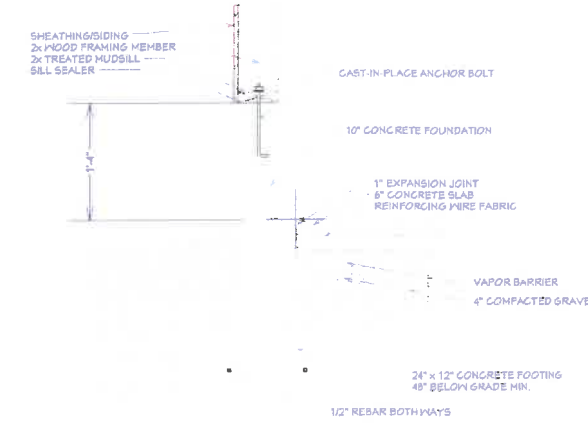 SHEATHING/SIDING
2x WOOD FRAMING MEMBER
2x TREATED MUDSILL
SILL SEALER
CAST-IN-PLACE ANCHOR BOLT
10" CONCRETE FOUNDATION
1'-4"
1" EXPANSION JOINT
6" CONCRETE SLAB
REINFORCING WIRE FABRIC
VAPOR BARRIER
4" COMPACTED GRAVE
24" x 12" CONCRETE FOOTING
48" BELOW GRADE MIN.
1/2" REBAR BOTH WAYS